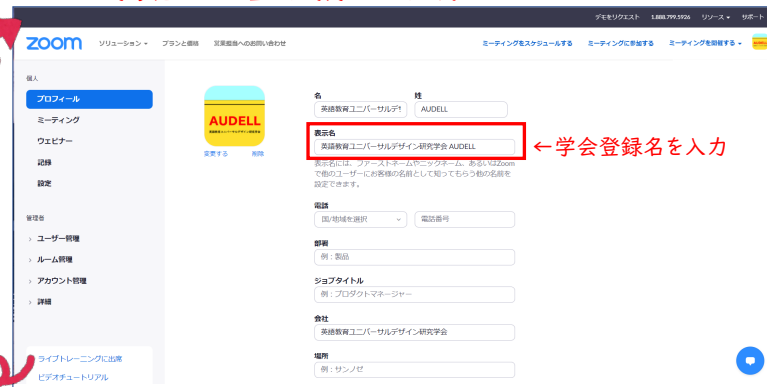 デモをリクエスト 1.888.799.5926 リソース サポート
ZOOM ソリューション プランと価格 営業担当へのお問い合わせ ミーティングをスケジュールする ミーティングに参加する ミーティングを開催する
個人
プロフィール
ミーティング
ウェビナー
記録
設定
管理者
ユーザー管理
ルーム管理
アカウント管理
詳細
ライブトレーニングに出席
ビデオチュートリアル
AUDELL
変更する 削除
名 姓
英語教育ユニバーサルデ AUDELL
表示名
英語教育ユニバーサルデザイン研究学会 AUDELL
←学会登録名を入力
表示名には、ファーストネームやニックネーム、あるいはZoom
で他のユーザーにお客様の名前として知ってもらう他の名前を
設定できます。
電話
国/地域を選択 電話番号
部署
例：製品
ジョブタイトル
例：プロダクトマネージャー
会社
英語教育ユニバーサルデザイン研究学会
場所
例：サンノゼ